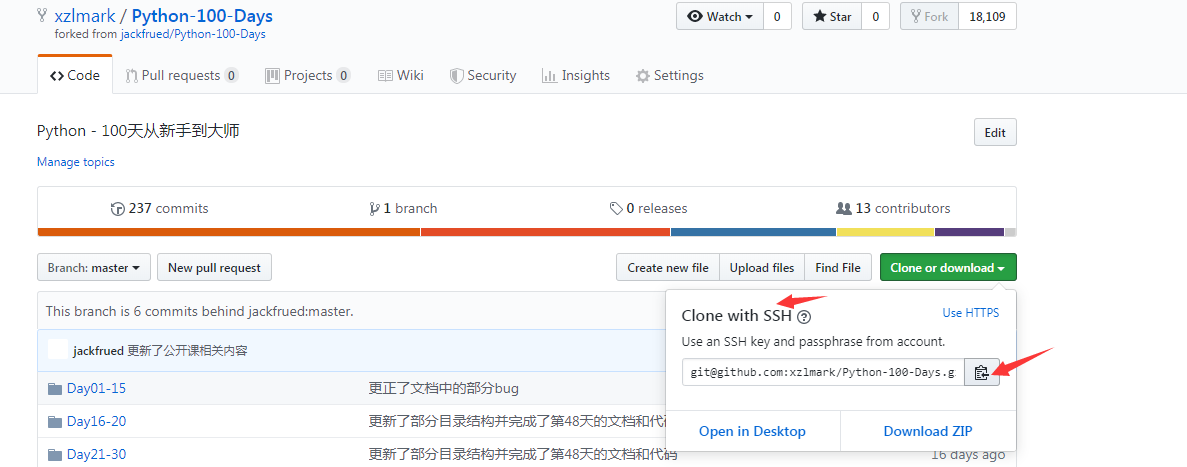 xzlmark / Python-100-Days
Watch 0 Star 0 Fork 18,109
forked from jackfrued/Python-100-Days
Code Pull requests 0 Projects 0 Wiki Security Insights Settings
Python - 100天从新手到大师
Edit
Manage topics
237 commits 1 branch 0 releases 13 contributors
Branch: master New pull request Create new file Upload files Find File Clone or download
This branch is 6 commits behind jackfrued:master.
Clone with SSH ? Use HTTPS
Use an SSH key and passphrase from account.
jackfrued 更新了公开课相关内容
git@github.com:xzlmark/Python-100-Days.g
Day01-15 更正了文档中的部分bug
Day16-20 更新了部分目录结构并完成了第48天的文档和代码
Open in Desktop Download ZIP
Day21-30 更新了部分目录结构并完成了第48天的文档和代码 16 days ago